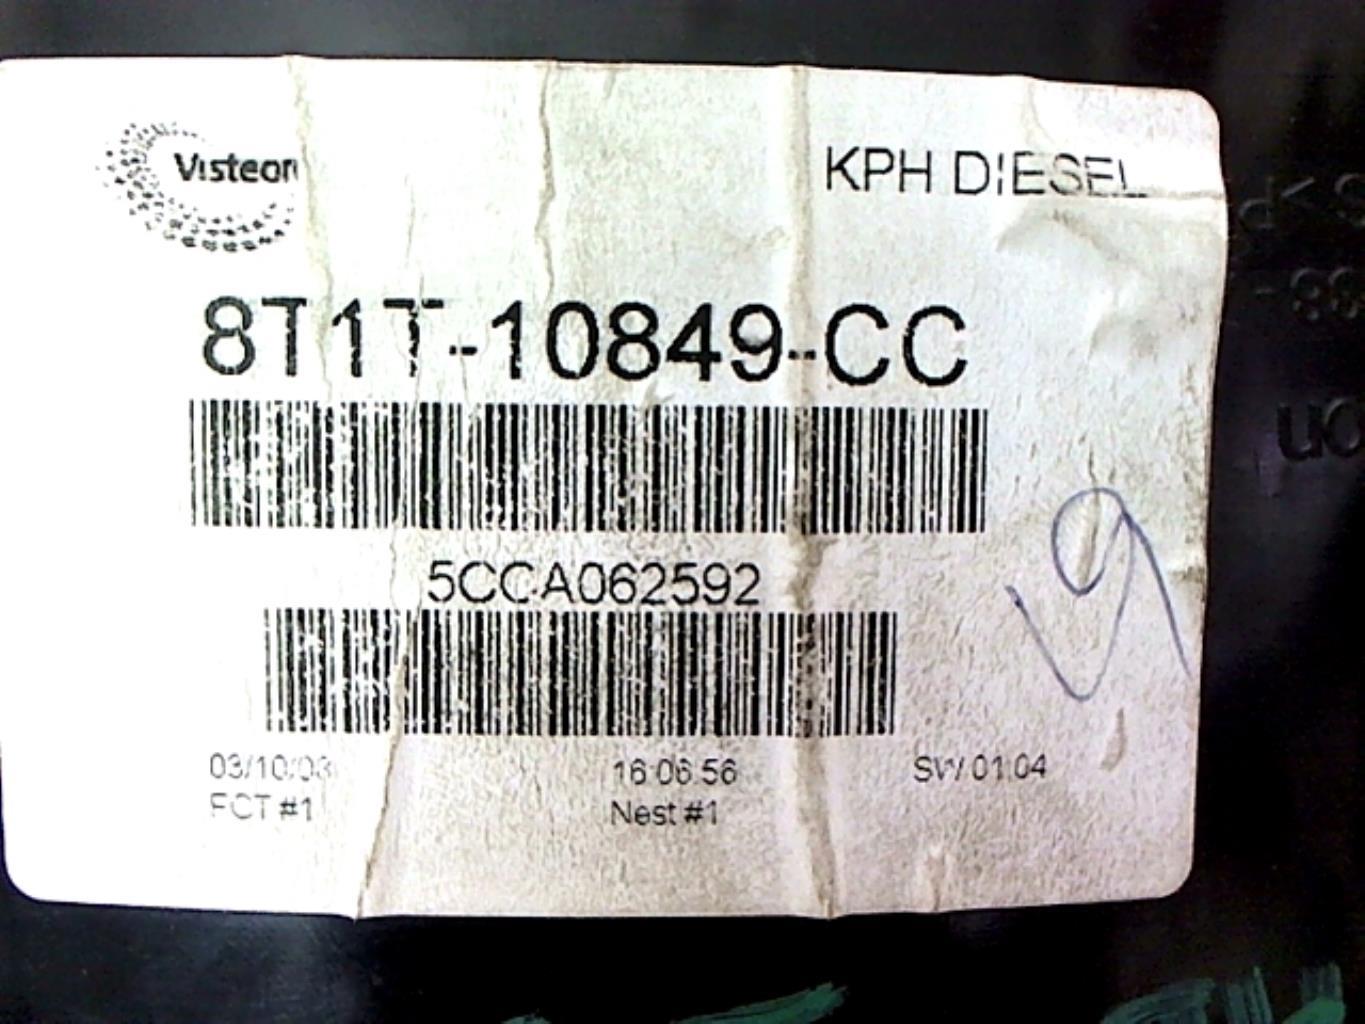 Visteon
KPH DIESEL
8T1T-10849-CC
5CCA062592
03/10/08 16:06:56 SW 01.04
FCT #1 Nest #1